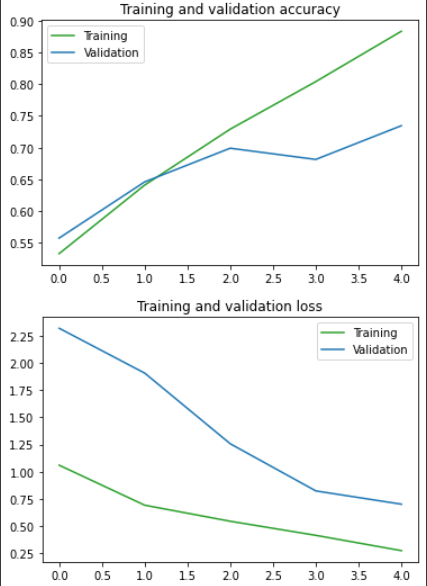 Training and validation accuracy
0.90
0.85
0.80
0.75
0.70
0.65
0.60
0.55
Training
Validation
0.0 0.5 1.0 1.5 2.0 2.5 3.0 3.5 4.0
Training and validation loss
2.25
2.00
1.75
1.50
1.25
1.00
0.75
0.50
0.25
Training
Validation
0.0 0.5 1.0 1.5 2.0 2.5 3.0 3.5 4.0